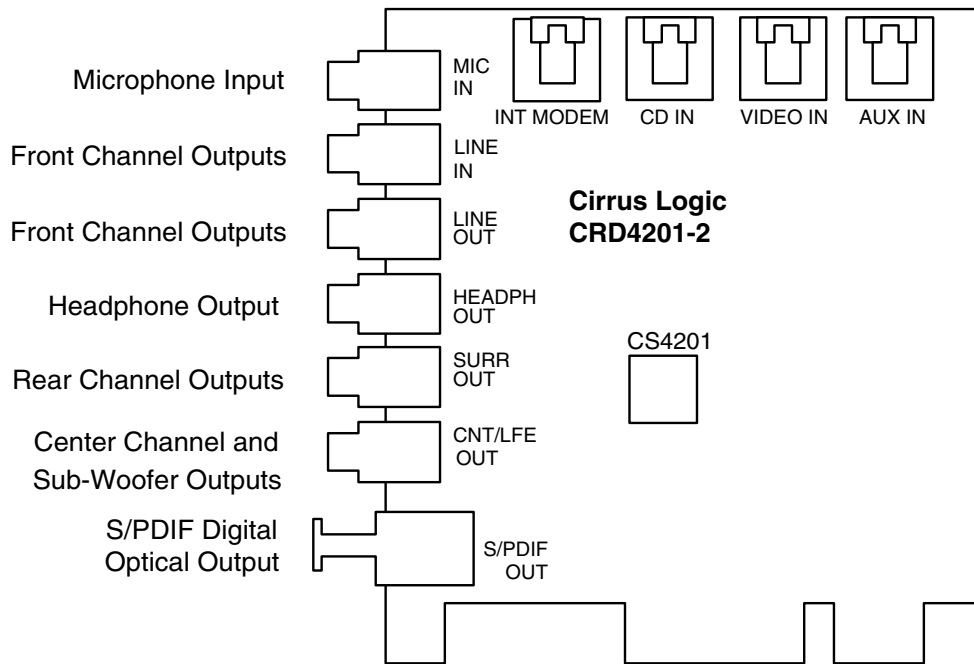 Microphone Input
MIC
IN
INT MODEM
CD IN
VIDEO IN
AUX IN
Front Channel Outputs
LINE
IN
Cirrus Logic
CRD4201-2
Front Channel Outputs
LINE
OUT
Headphone Output
HEADPH
OUT
CS4201
Rear Channel Outputs
SURR
OUT
Center Channel and
Sub-Woofer Outputs
CNT/LFE
OUT
S/PDIF Digital
Optical Output
S/PDIF
OUT